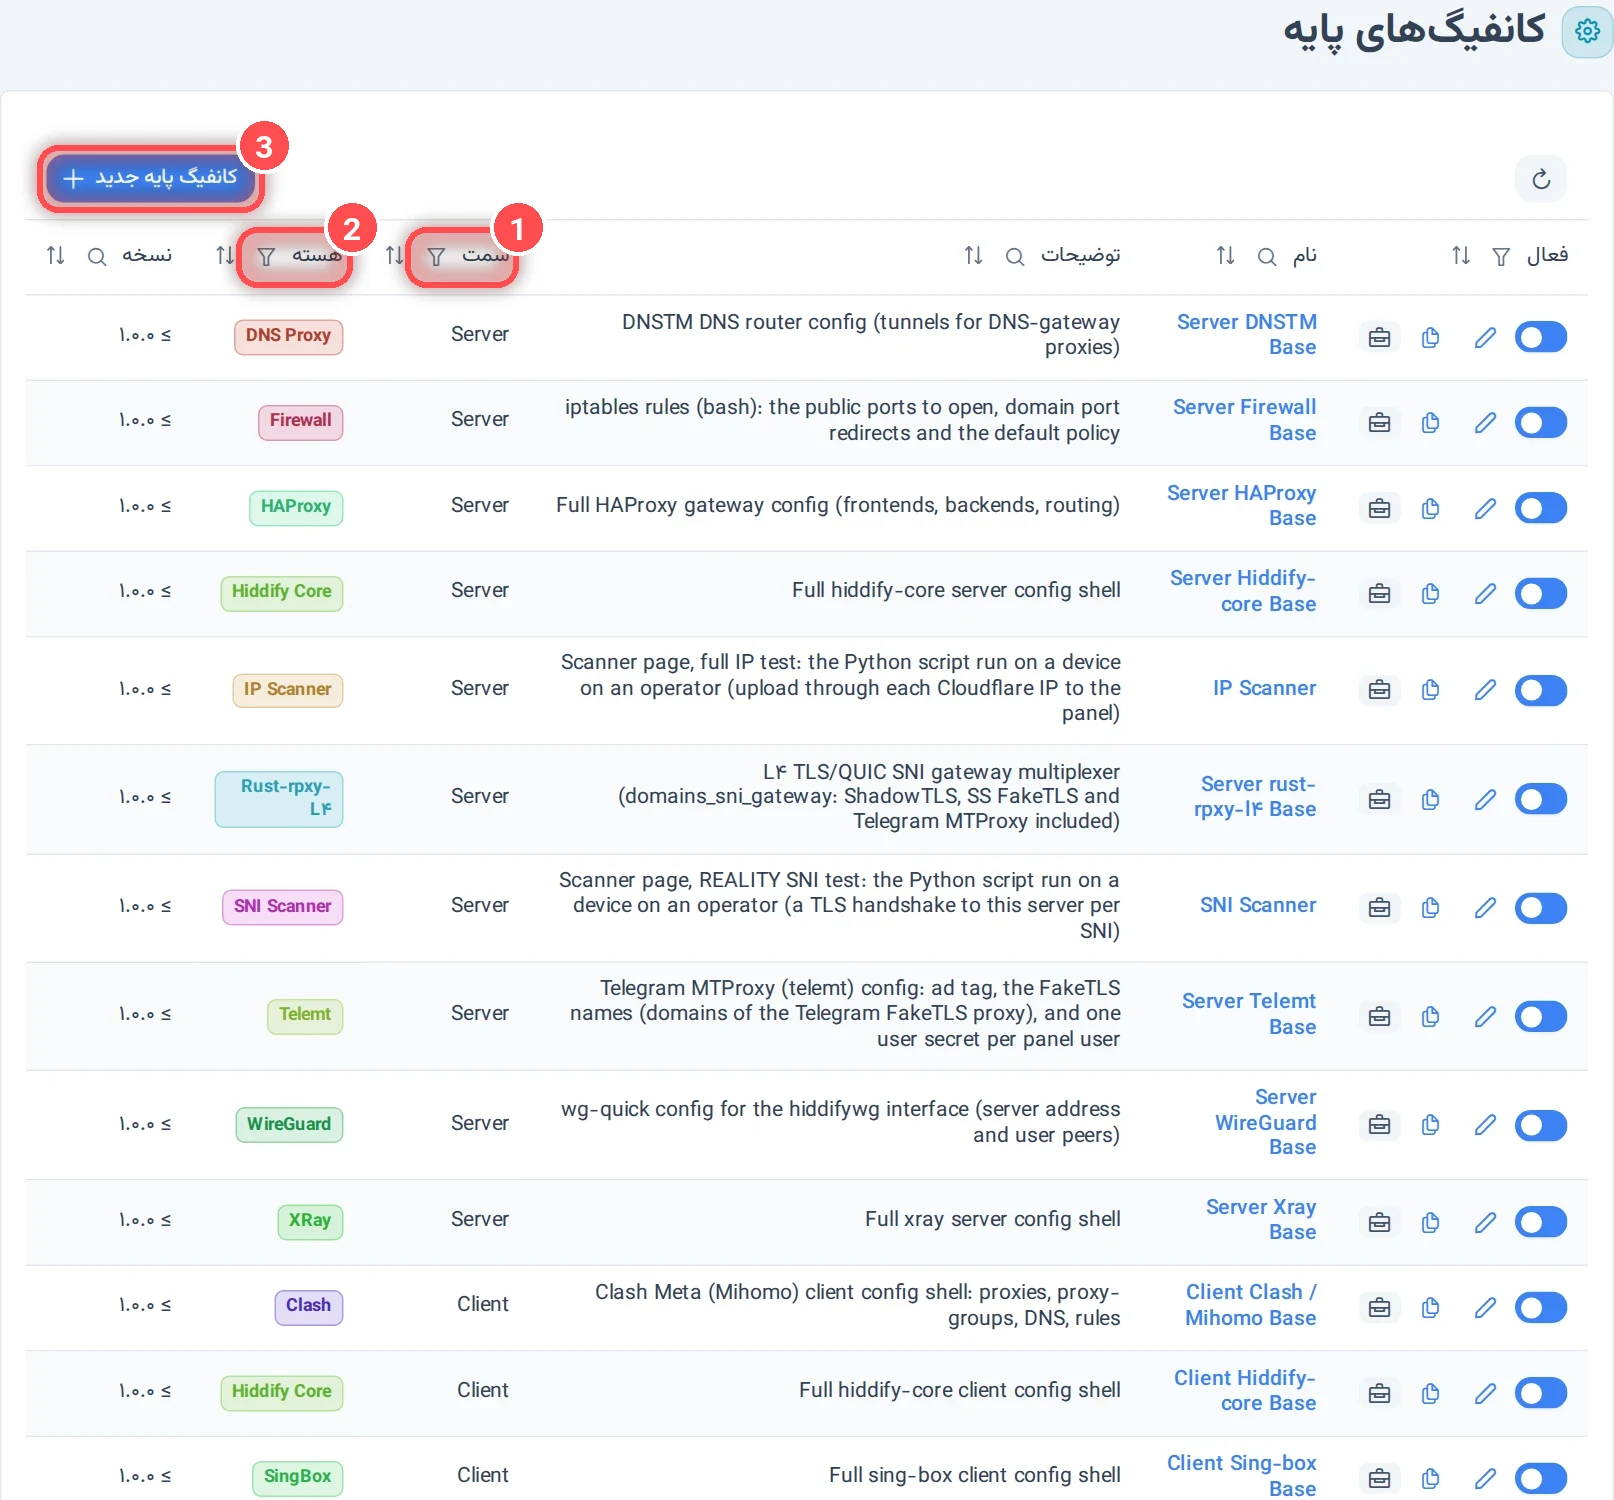 کانفیگ‌های پایه
3
کانفیگ پایه جدید
1
2
فعال
نام
توضیحات
سمت
هسته
نسخه
Server DNSTM
Base
DNSTM DNS router config (tunnels for DNS-gateway
proxies)
Server
DNS Proxy
≥ ۱.۰.۰
Server Firewall
Base
iptables rules (bash): the public ports to open, domain port
redirects and the default policy
Server
Firewall
≥ ۱.۰.۰
Server HAProxy
Base
Full HAProxy gateway config (frontends, backends, routing)
Server
HAProxy
≥ ۱.۰.۰
Server Hiddify-
core Base
Full hiddify-core server config shell
Server
Hiddify Core
≥ ۱.۰.۰
IP Scanner
Scanner page, full IP test: the Python script run on a device
on an operator (upload through each Cloudflare IP to the
panel)
Server
IP Scanner
≥ ۱.۰.۰
Server rust-
rpxy-l۴ Base
L۴ TLS/QUIC SNI gateway multiplexer
(domains_sni_gateway: ShadowTLS, SS FakeTLS and
Telegram MTProxy included)
Server
Rust-rpxy-
L۴
≥ ۱.۰.۰
SNI Scanner
Scanner page, REALITY SNI test: the Python script run on a
device on an operator (a TLS handshake to this server per
SNI)
Server
SNI Scanner
≥ ۱.۰.۰
Server Telemt
Base
Telegram MTProxy (telemt) config: ad tag, the FakeTLS
names (domains of the Telegram FakeTLS proxy), and one
user secret per panel user
Server
Telemt
≥ ۱.۰.۰
Server
WireGuard
Base
wg-quick config for the hiddifywg interface (server address
and user peers)
Server
WireGuard
≥ ۱.۰.۰
Server Xray
Base
Full xray server config shell
Server
XRay
≥ ۱.۰.۰
Client Clash /
Mihomo Base
Clash Meta (Mihomo) client config shell: proxies, proxy-
groups, DNS, rules
Client
Clash
≥ ۱.۰.۰
Client Hiddify-
core Base
Full hiddify-core client config shell
Client
Hiddify Core
≥ ۱.۰.۰
Client Sing-box
Base
Full sing-box client config shell
Client
SingBox
≥ ۱.۰.۰